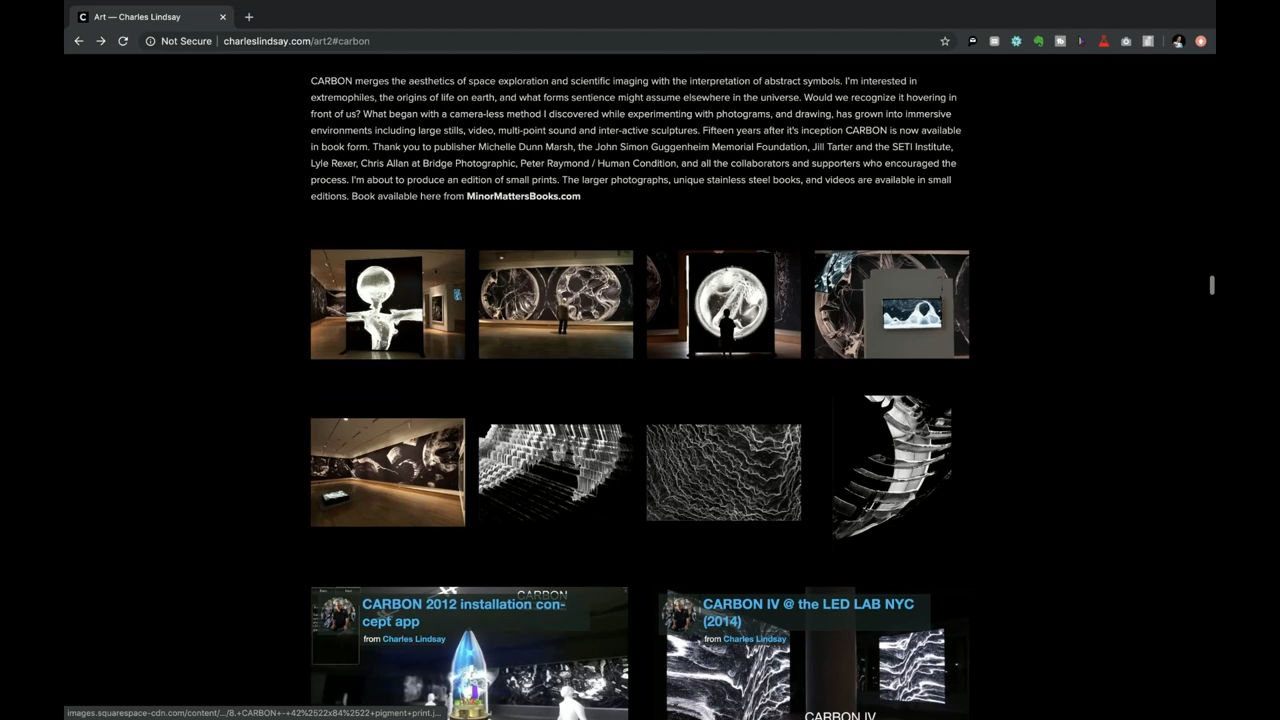 Art — Charles Lindsay
Not Secure
charleslindsay.com/art2#carbon
CARBON merges the aesthetics of space exploration and scientific imaging with the interpretation of abstract symbols. I'm interested in
extremophiles, the origins of life on earth, and what forms sentience might assume elsewhere in the universe. Would we recognize it hovering in
front of us? What began with a camera-less method I discovered while experimenting with photograms, and drawing, has grown into immersive
environments including large stills, video, multi-point sound and inter-active sculptures. Fifteen years after it's inception CARBON is now available
in book form. Thank you to publisher Michelle Dunn Marsh, the John Simon Guggenheim Memorial Foundation, Jill Tarter and the SETI Institute,
Lyle Rexer, Chris Allan at Bridge Photographic, Peter Raymond / Human Condition, and all the collaborators and supporters who encouraged the
process. I'm about to produce an edition of small prints. The larger photographs, unique stainless steel books, and videos are available in small
editions. Book available here from MinorMattersBooks.com
CARBON
CARBON 2012 installation con-
cept app
from Charles Lindsay
CARBON IV @ the LED LAB NYC
(2014)
from Charles Lindsay
CARBON IV
images.squarespace-cdn.com/content/.../8.+CARBON+-+42%2522x84%2522+pigment+print.j...